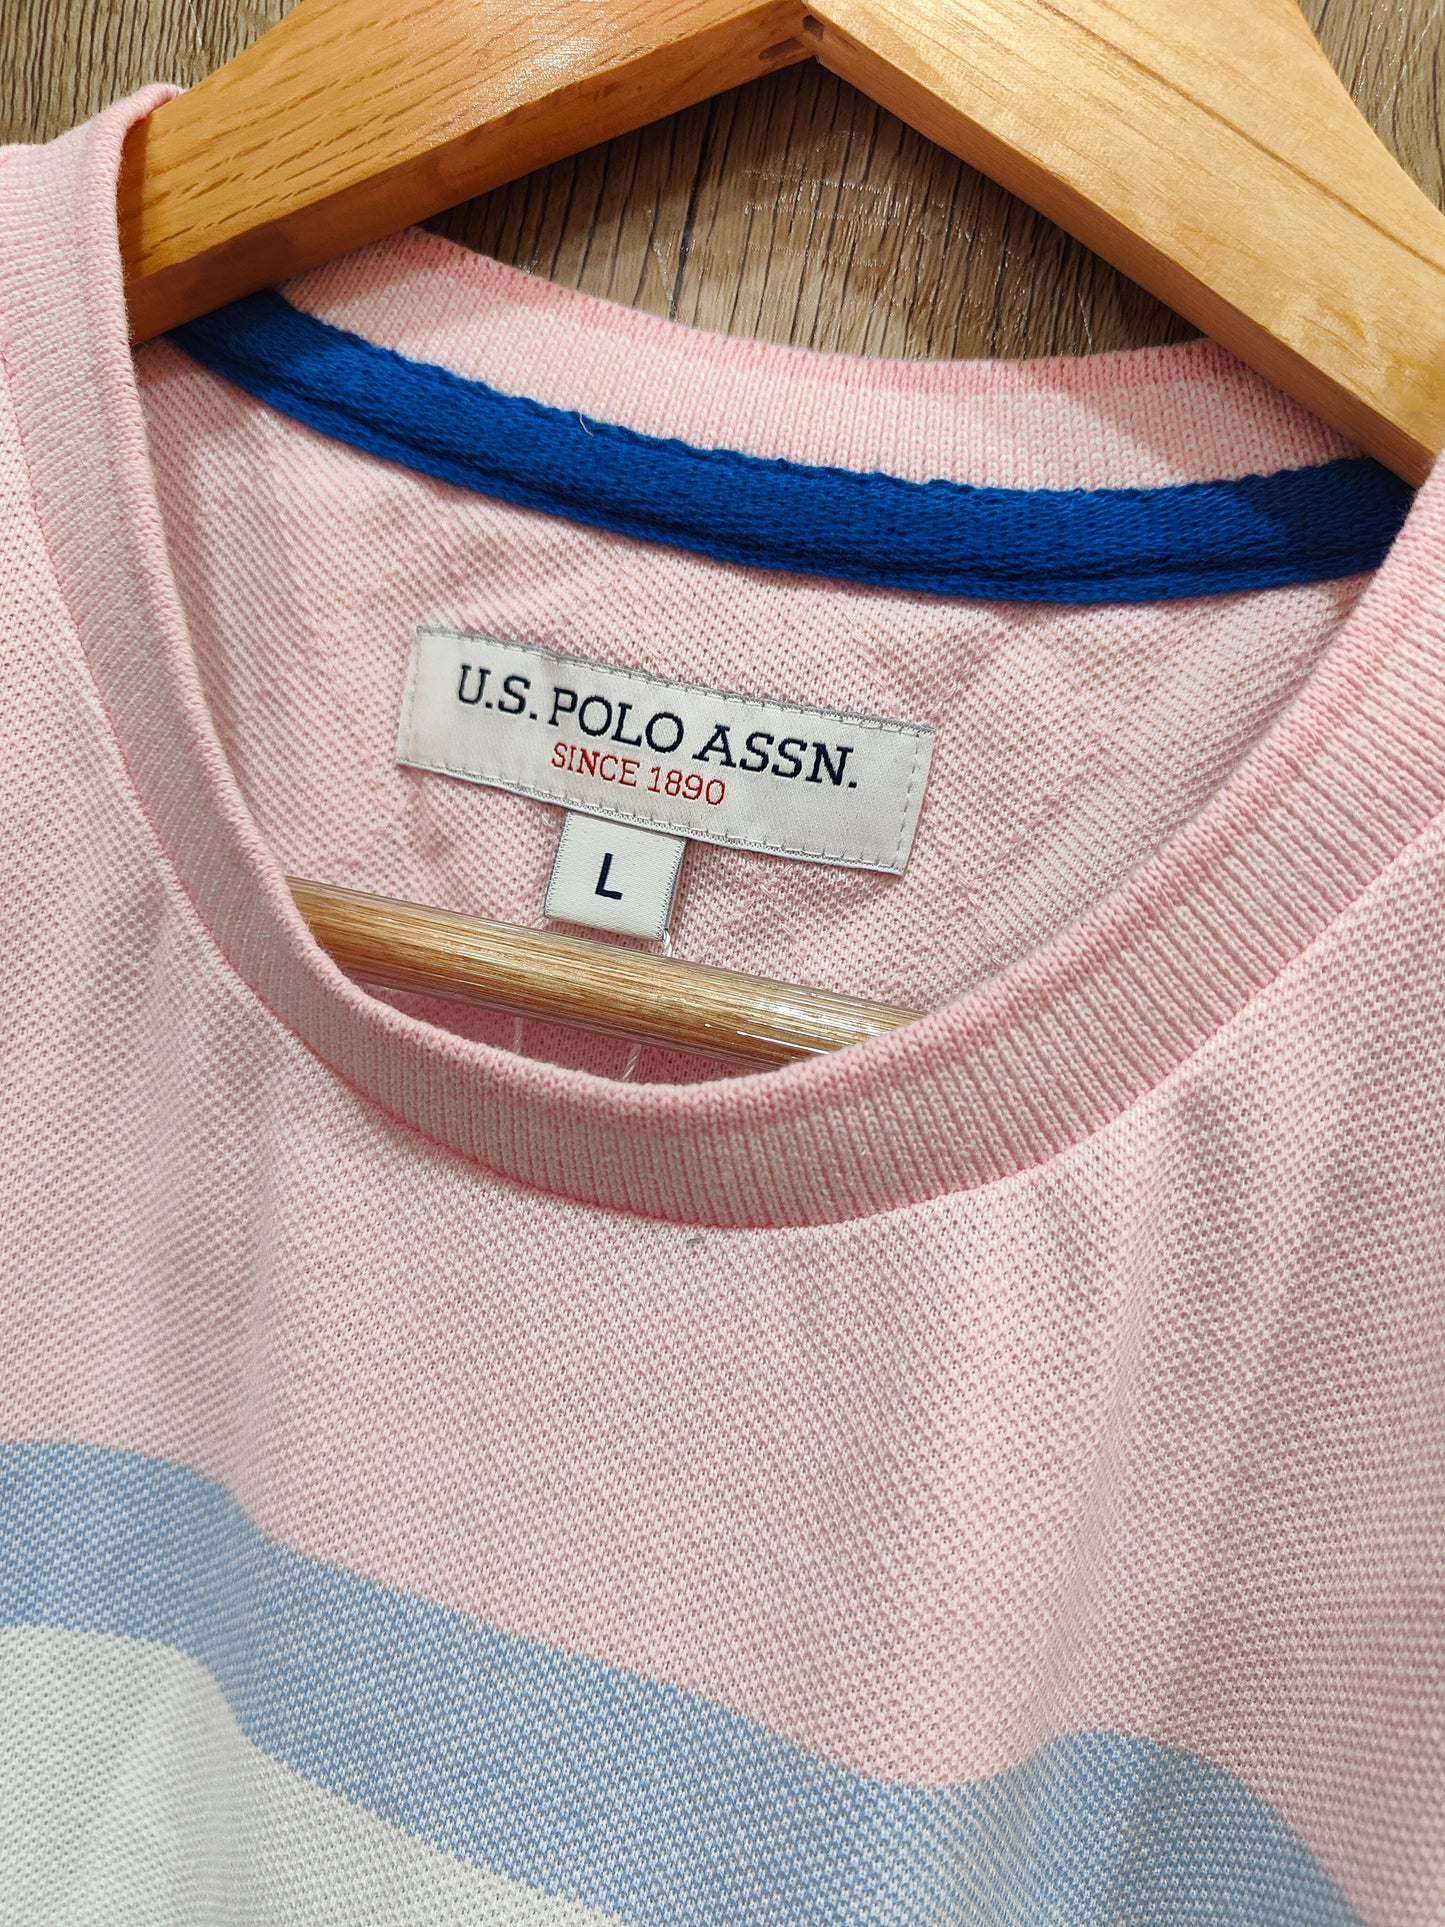 U.S. POLO ASSN.
SINCE 1890
L